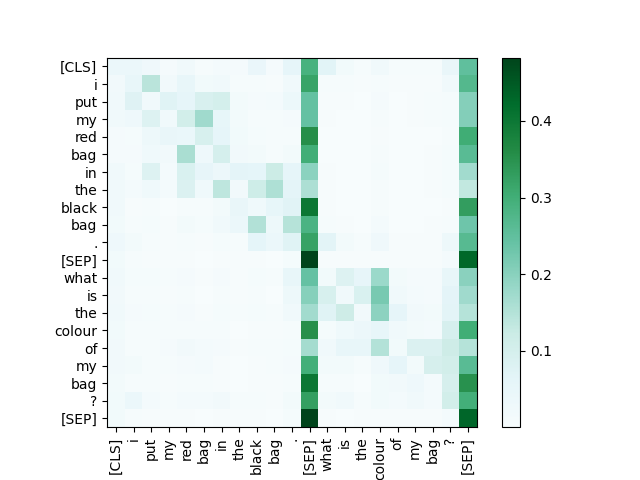 [CLS]
i
put
my
red
bag
in
the
black
bag
.
[SEP]
what
is
the
colour
of
my
bag
?
[SEP]
[CLS] i put my red bag in the black bag . [SEP] what is the colour of my bag ? [SEP]
0.4
0.3
0.2
0.1